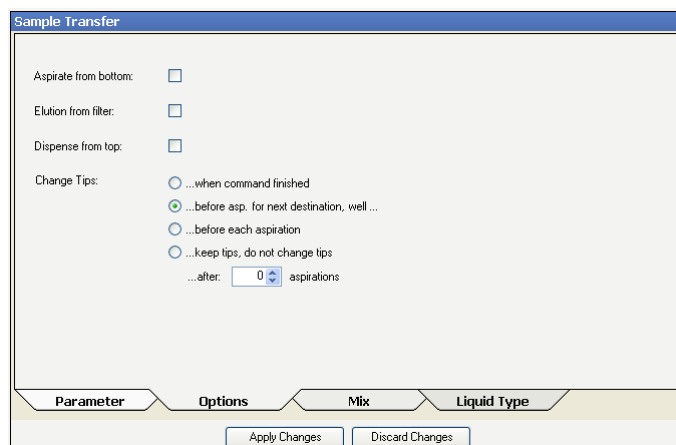 Sample Transfer
Aspirate from bottom:
Elution from filter:
Dispense from top:
Change Tips:
...when command finished
...before asp. for next destination, well ...
...before each aspiration
...keep tips, do not change tips
...after: 0 aspirations
Parameter Options Mix Liquid Type
Apply Changes Discard Changes